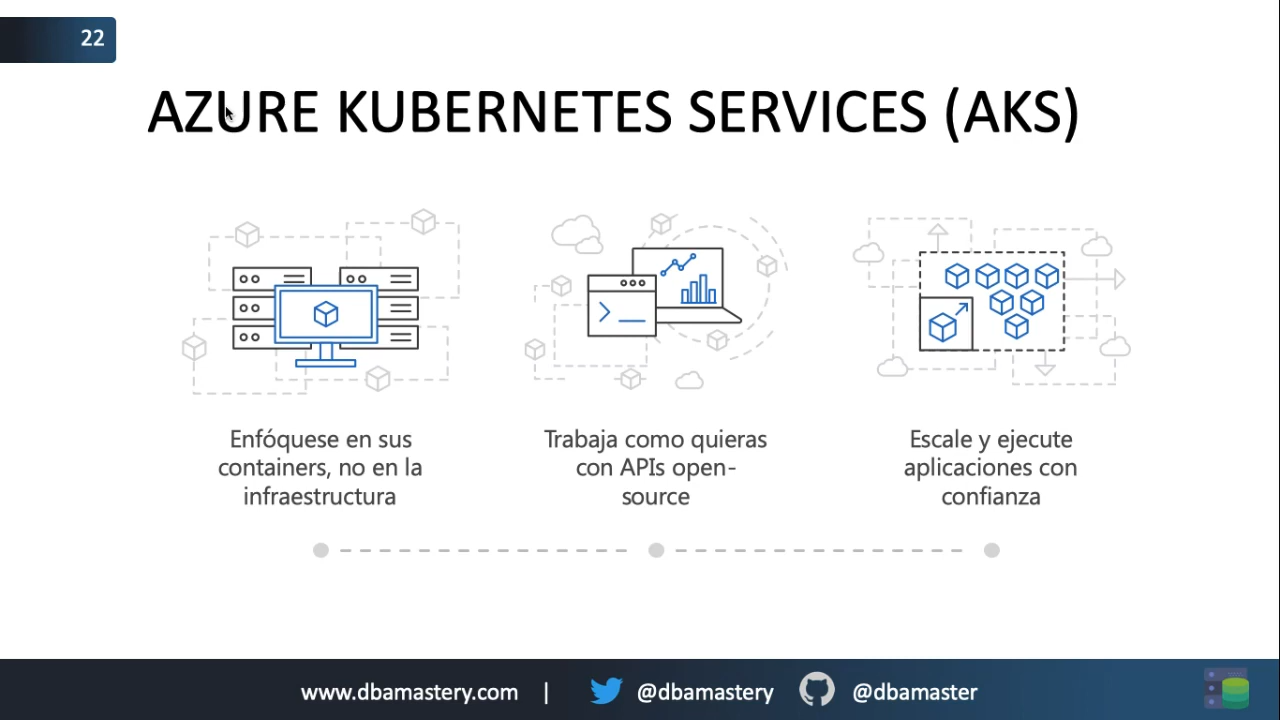 22
AZURE KUBERNETES SERVICES (AKS)
Enfóquese en sus
containers, no en la
infraestructura
Trabaja como quieras
con APIs open-
source
Escale y ejecute
aplicaciones con
confianza
www.dbamastery.com | @dbamastery @dbamaster